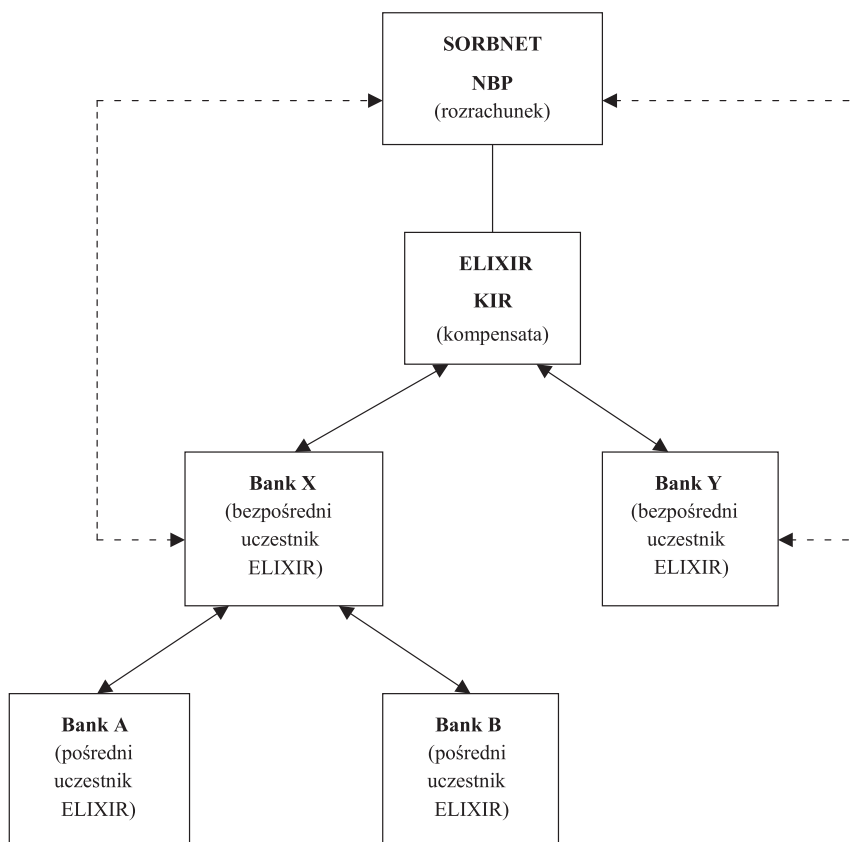 SORBNET
NBP
(rozrachunek)
ELIXIR
KIR
(kompensata)
Bank X
(bezpośredni
uczestnik
ELIXIR)
Bank Y
(bezpośredni
uczestnik
ELIXIR)
Bank A
(pośredni
uczestnik
ELIXIR)
Bank B
(pośredni
uczestnik
ELIXIR)